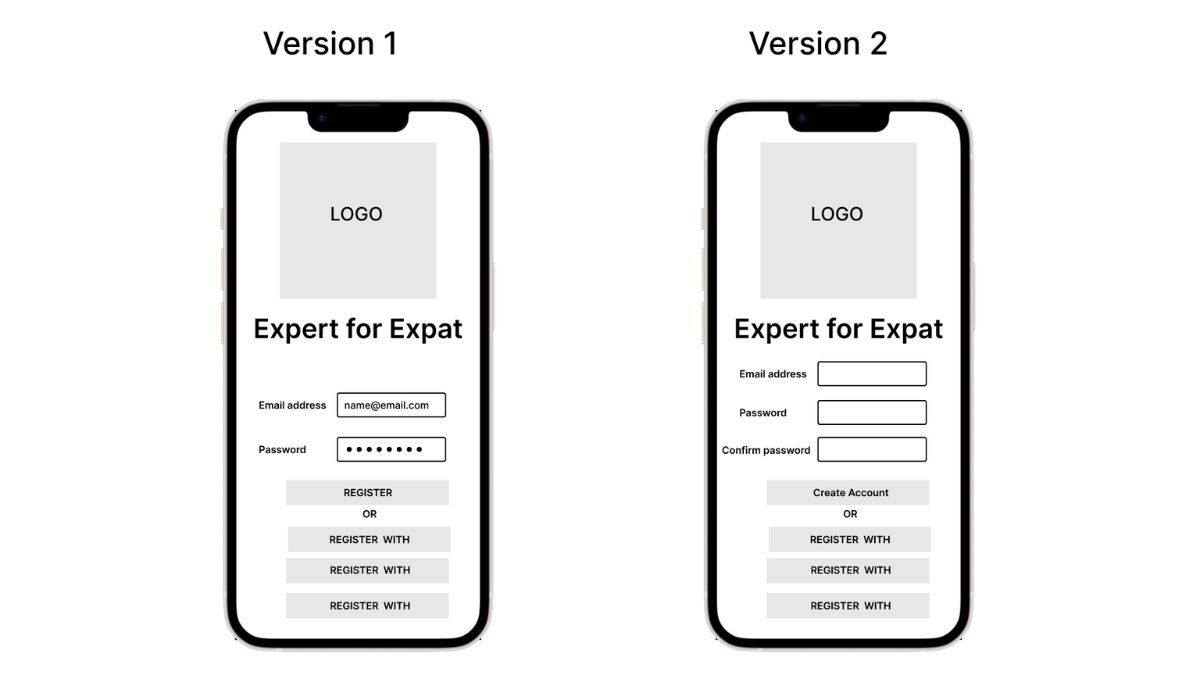 Version 1
LOGO
Expert for Expat
Email address name@email.com
Password ● ● ● ● ● ● ● ●
REGISTER
OR
REGISTER WITH
REGISTER WITH
REGISTER WITH
Version 2
LOGO
Expert for Expat
Email address
Password
Confirm password
Create Account
OR
REGISTER WITH
REGISTER WITH
REGISTER WITH